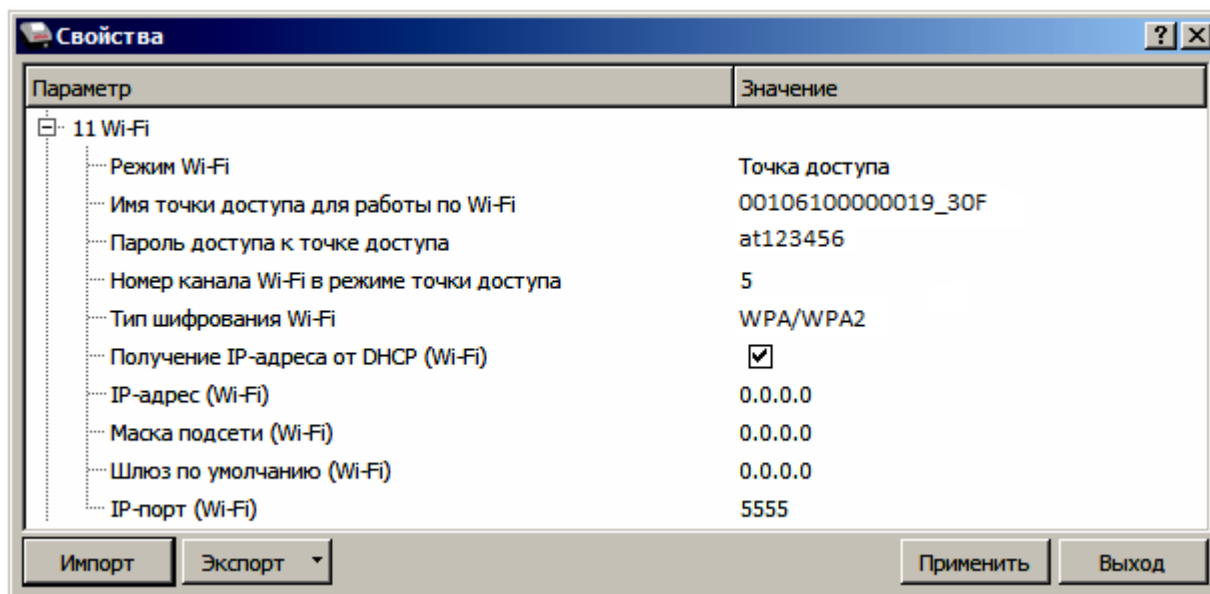 Свойства
Параметр Значение
11 Wi-Fi
Режим Wi-Fi Точка доступа
Имя точки доступа для работы по Wi-Fi 00106100000019_30F
Пароль доступа к точке доступа at123456
Номер канала Wi-Fi в режиме точки доступа 5
Тип шифрования Wi-Fi WPA/WPA2
Получение IP-адреса от DHCP (Wi-Fi)
IP-адрес (Wi-Fi) 0.0.0.0
Маска подсети (Wi-Fi) 0.0.0.0
Шлюз по умолчанию (Wi-Fi) 0.0.0.0
IP-порт (Wi-Fi) 5555
Импорт Экспорт Применить Выход